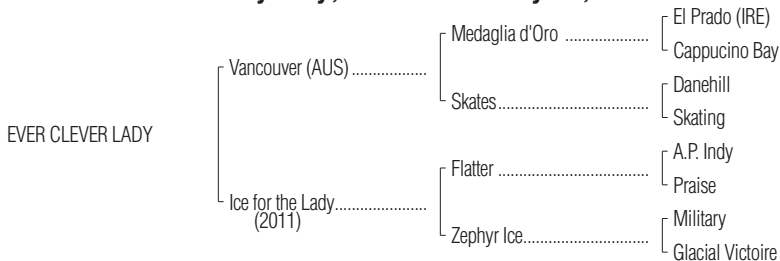 El Prado (IRE)
Medaglia d'Oro ..................
Cappucino Bay
Vancouver (AUS) ..................
Danehill
Skates................................
Skating
EVER CLEVER LADY
A.P. Indy
Flatter ................................
Praise
Ice for the Lady......................
(2011)
Military
Zephyr Ice...........................
Glacial Victoire